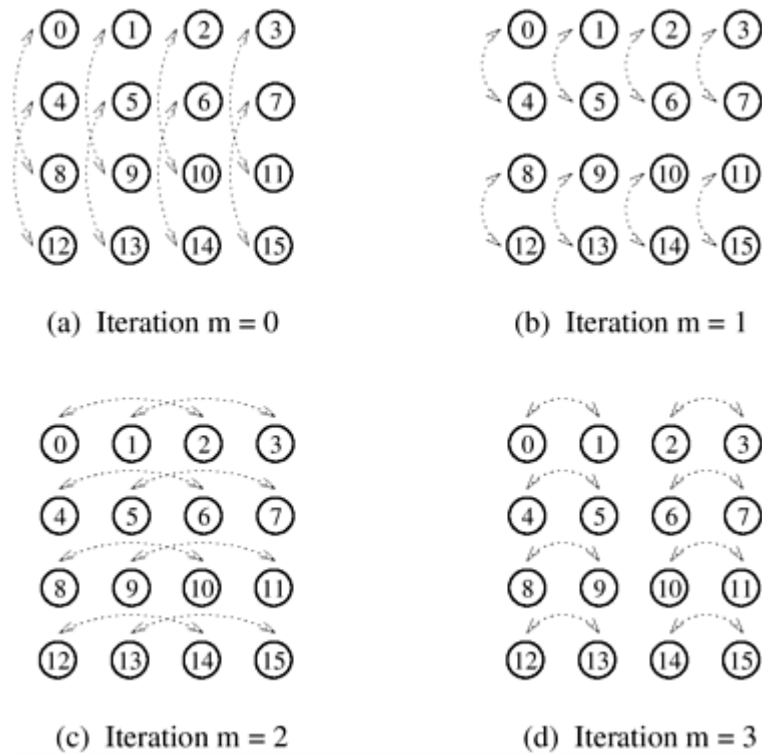 0 1 2 3
4 5 6 7
8 9 10 11
12 13 14 15
(a) Iteration m = 0
0 1 2 3
4 5 6 7
8 9 10 11
12 13 14 15
(b) Iteration m = 1
0 1 2 3
4 5 6 7
8 9 10 11
12 13 14 15
(c) Iteration m = 2
0 1 2 3
4 5 6 7
8 9 10 11
12 13 14 15
(d) Iteration m = 3